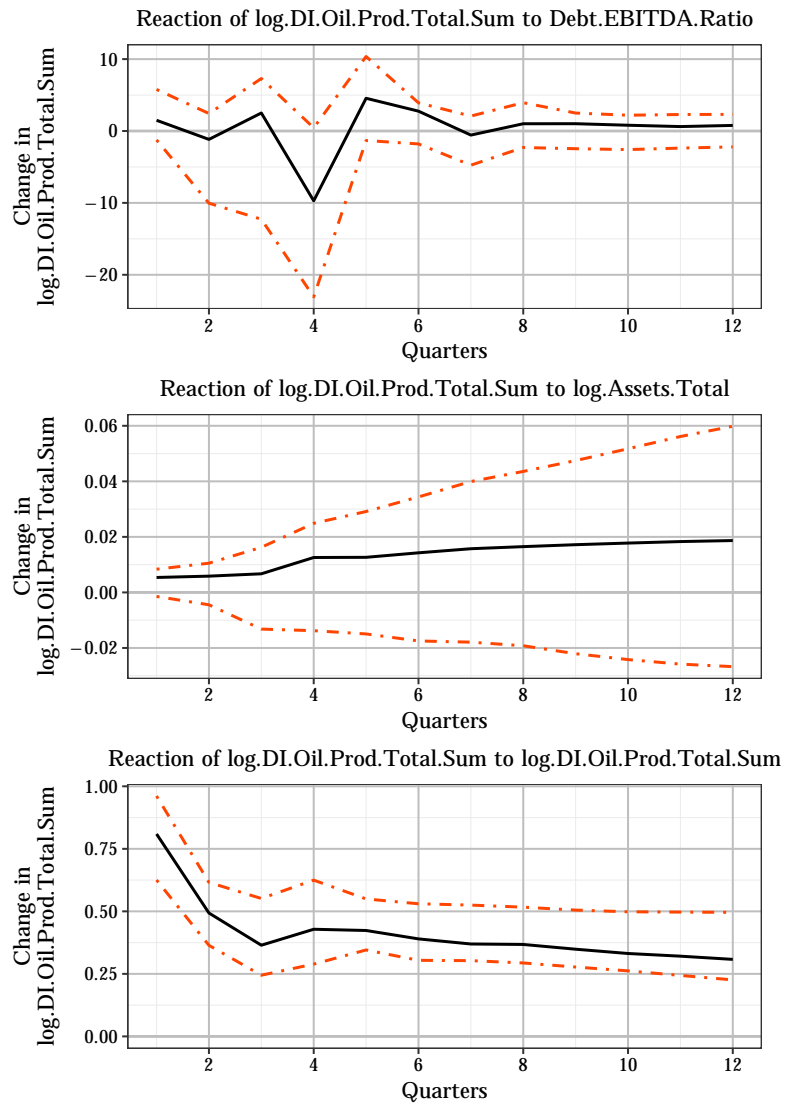 Reaction of log.DI.Oil.Prod.Total.Sum to Debt.EBITDA.Ratio
Change in
log.DI.Oil.Prod.Total.Sum
10
0
−10
−20
2 4 6 8 10 12
Quarters
Reaction of log.DI.Oil.Prod.Total.Sum to log.Assets.Total
Change in
log.DI.Oil.Prod.Total.Sum
0.06
0.04
0.02
0.00
−0.02
2 4 6 8 10 12
Quarters
Reaction of log.DI.Oil.Prod.Total.Sum to log.DI.Oil.Prod.Total.Sum
Change in
log.DI.Oil.Prod.Total.Sum
1.00
0.75
0.50
0.25
0.00
2 4 6 8 10 12
Quarters